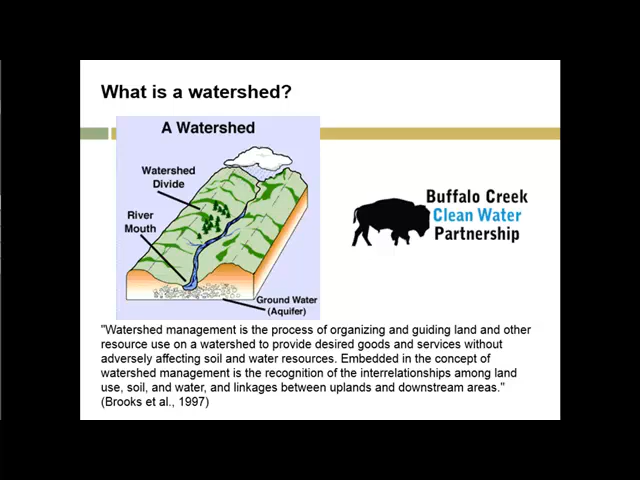 What is a watershed?
A Watershed
Watershed
Divide
River
Mouth
Ground Water
(Aquifer)
Buffalo Creek
Clean Water
Partnership
"Watershed management is the process of organizing and guiding land and other
resource use on a watershed to provide desired goods and services without
adversely affecting soil and water resources. Embedded in the concept of
watershed management is the recognition of the interrelationships among land
use, soil, and water, and linkages between uplands and downstream areas."
(Brooks et al., 1997)